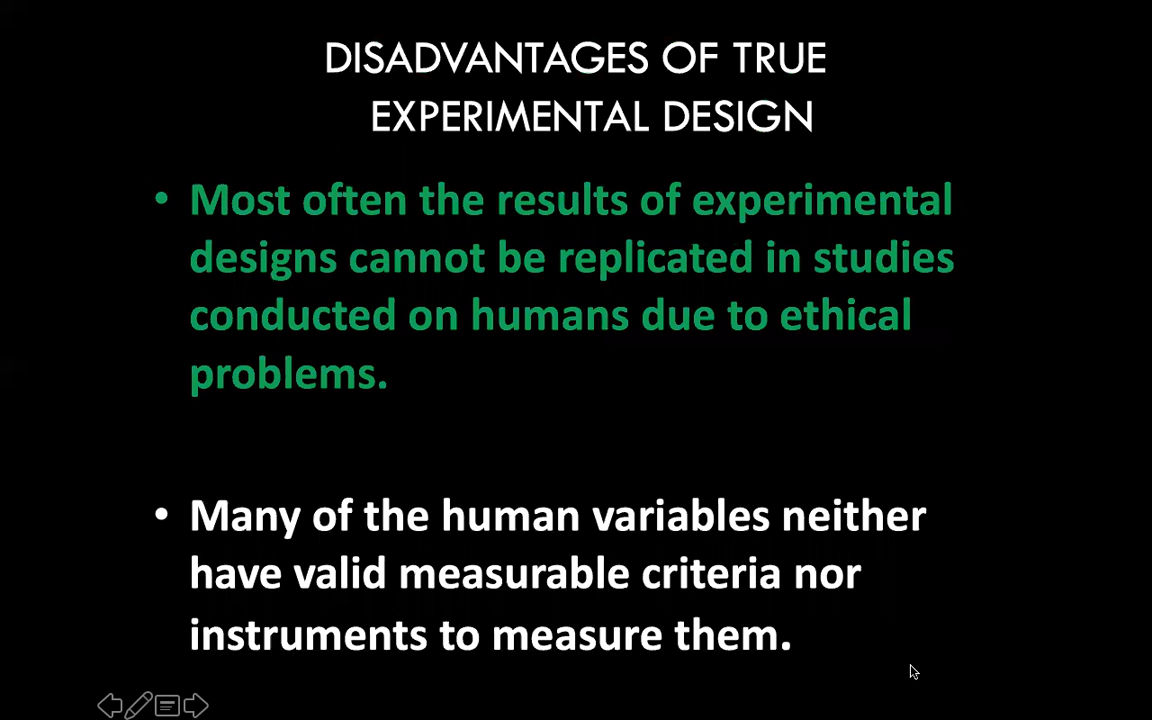 DISADVANTAGES OF TRUE
EXPERIMENTAL DESIGN
• Most often the results of experimental
designs cannot be replicated in studies
conducted on humans due to ethical
problems.
• Many of the human variables neither
have valid measurable criteria nor
instruments to measure them.